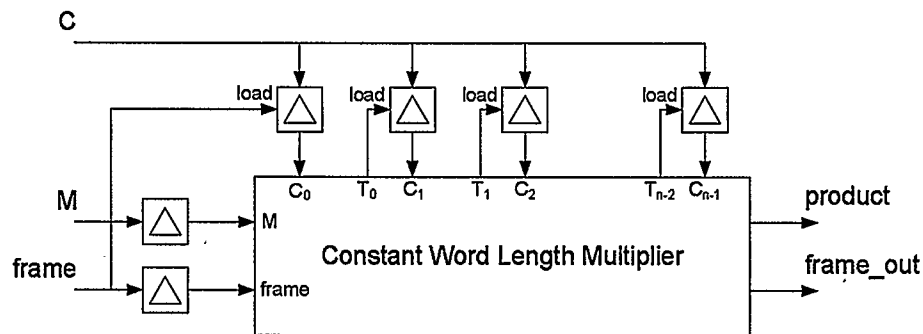 C
load load load load
C0 T0 C1 T1 C2 Tn-2 Cn-1
M
M
product
Constant Word Length Multiplier
frame
frame
frame_out